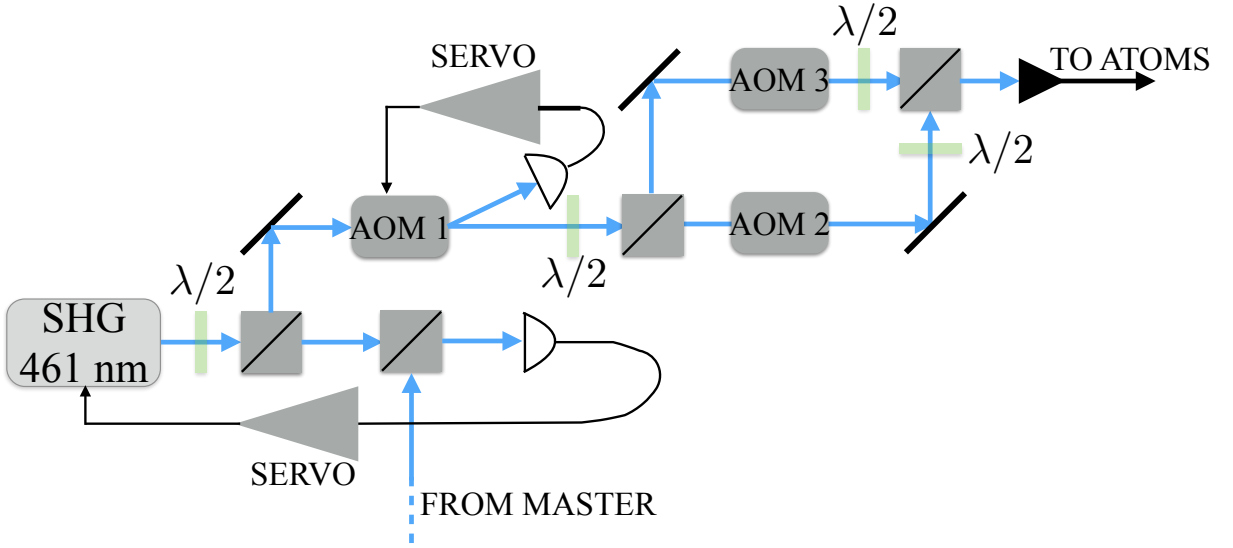 λ/2
SERVO
AOM 3
TO ATOMS
λ/2
AOM 1
AOM 2
λ/2
λ/2
SHG
461 nm
SERVO
FROM MASTER